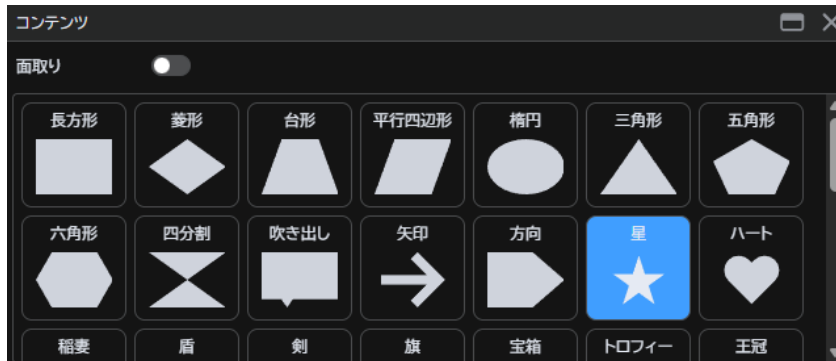 コンテンツ
面取り
長方形 菱形 台形 平行四辺形 楕円 三角形 五角形
六角形 四分割 吹き出し 矢印 方向 星 ハート
稲妻 盾 剣 旗 宝箱 トロフィー 王冠